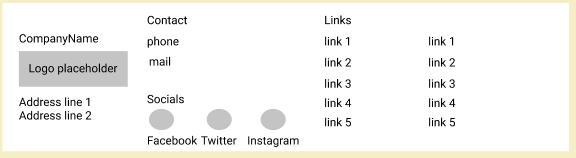 CompanyName
Logo placeholder
Address line 1
Address line 2
Contact
phone
mail
Socials
Facebook Twitter Instagram
Links
link 1 link 1
link 2 link 2
link 3 link 3
link 4 link 4
link 5 link 5